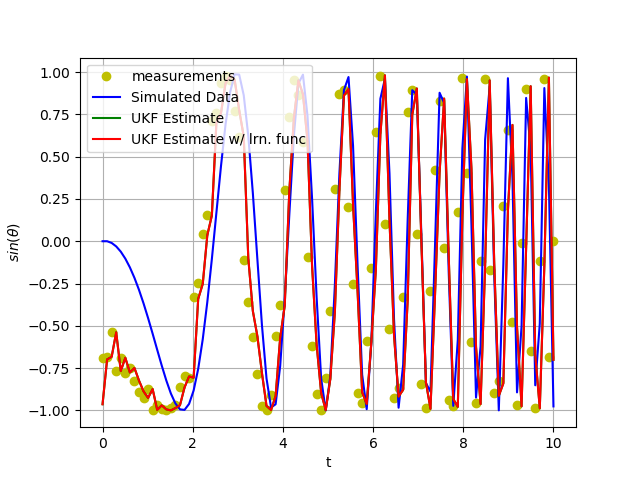 measurements
Simulated Data
UKF Estimate
UKF Estimate w/ lrn. func
1.00
0.75
0.50
0.25
0.00
−0.25
−0.50
−0.75
−1.00
sin(θ)
0 2 4 6 8 10
t